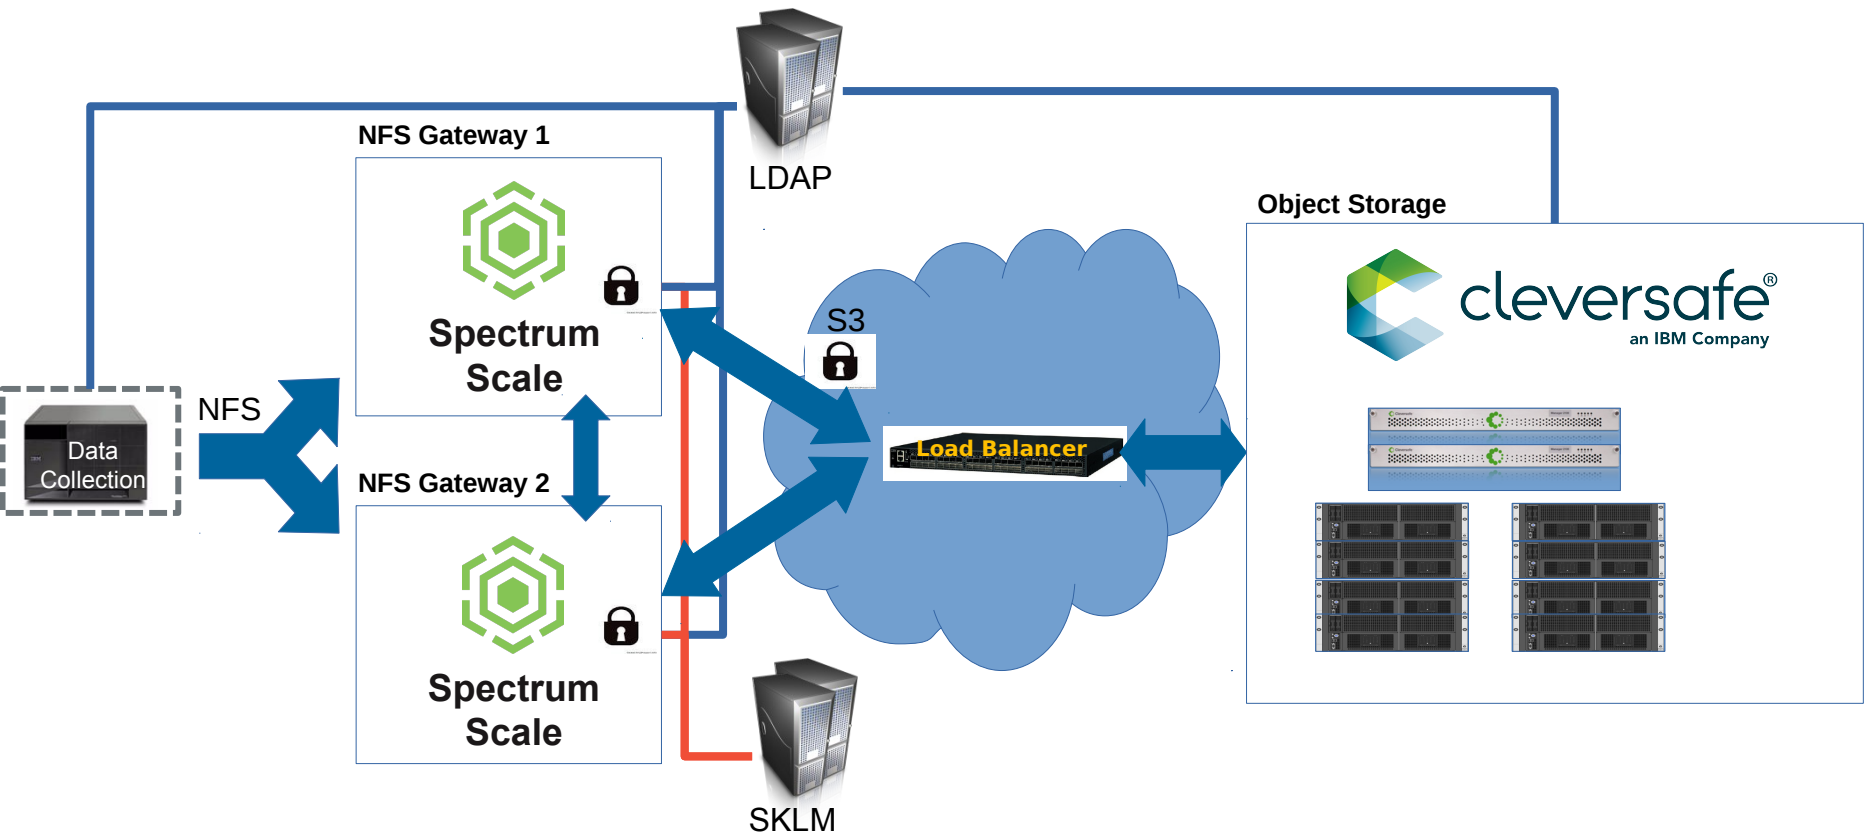 LDAP
NFS Gateway 1
Spectrum
Scale
NFS
Data
Collection
NFS Gateway 2
Spectrum
Scale
SKLM
S3
Load Balancer
Object Storage
cleversafe®
an IBM Company